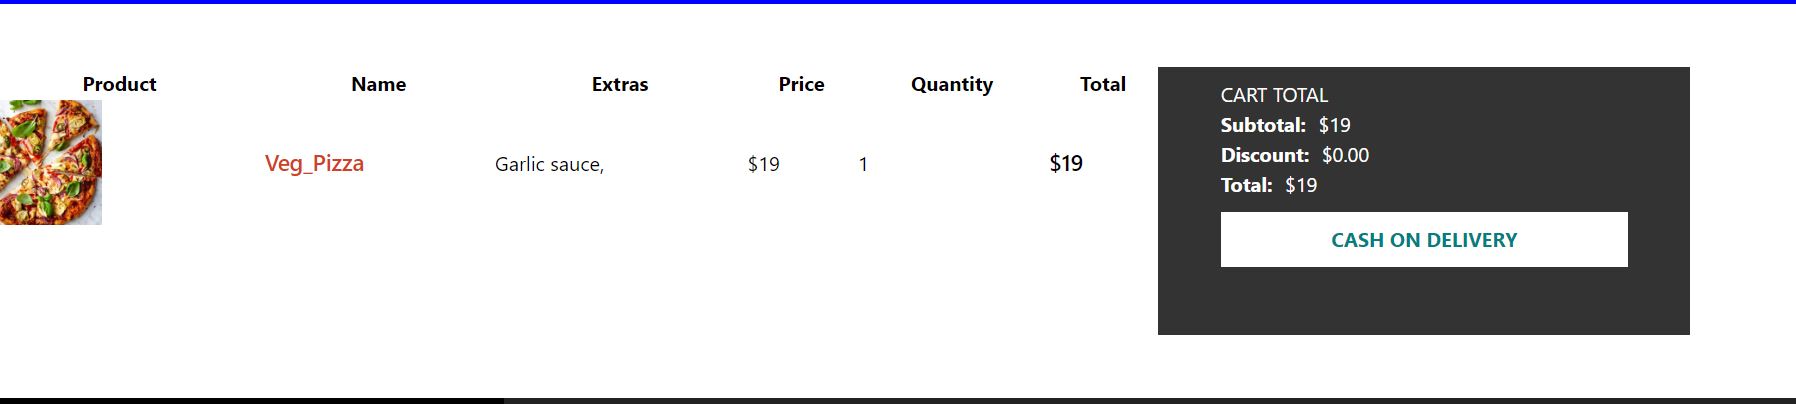 Product Name Extras Price Quantity Total
Veg_Pizza Garlic sauce, $19 1 $19
CART TOTAL
Subtotal: $19
Discount: $0.00
Total: $19
CASH ON DELIVERY